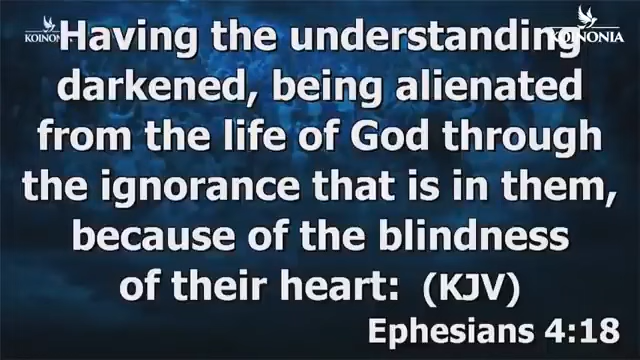 KOINONIA
Having the understanding
darkened, being alienated
from the life of God through
the ignorance that is in them,
because of the blindness
of their heart: (KJV)
Ephesians 4:18